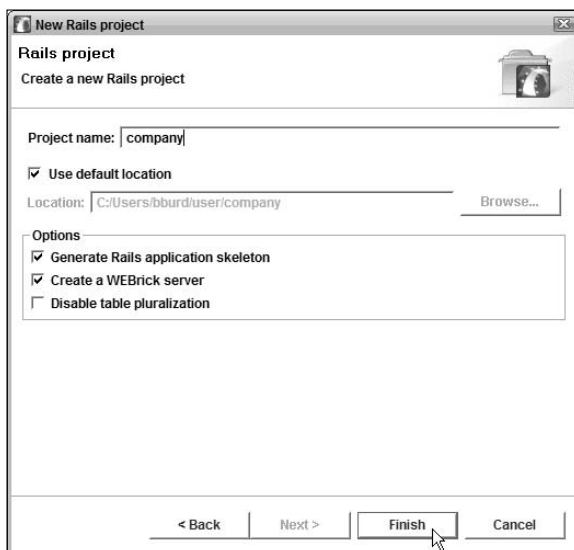 New Rails project
Rails project
Create a new Rails project
Project name: company
Use default location
Location: C:/Users/bburd/user/company Browse...
Options
Generate Rails application skeleton
Create a WEBrick server
Disable table pluralization
< Back Next > Finish Cancel